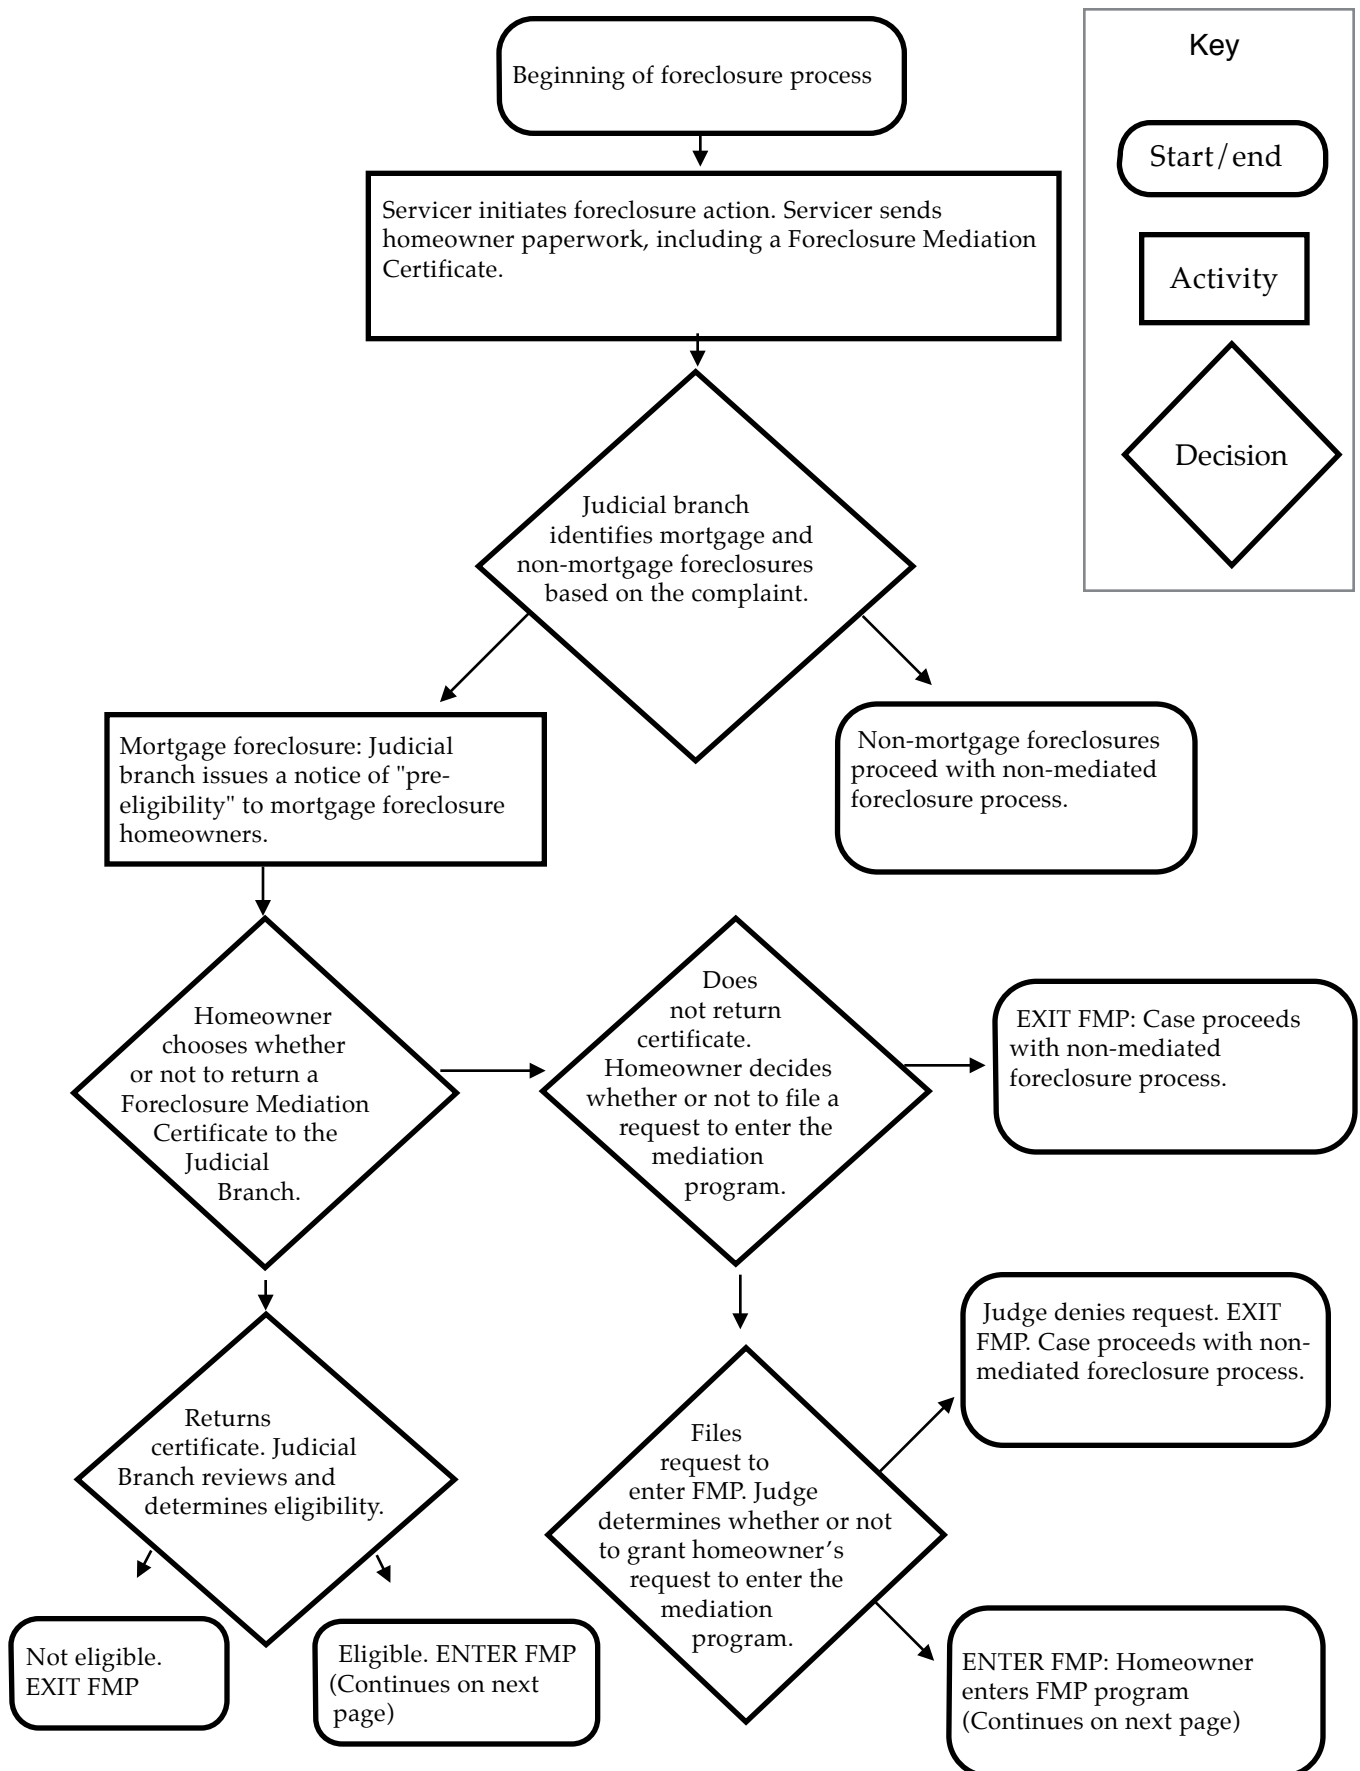 Beginning of foreclosure process
Key
Start/end
Activity
Decision
Servicer initiates foreclosure action. Servicer sends
homeowner paperwork, including a Foreclosure Mediation
Certificate.
Judicial branch
identifies mortgage and
non-mortgage foreclosures
based on the complaint.
Mortgage foreclosure: Judicial
branch issues a notice of "pre-
eligibility" to mortgage foreclosure
homeowners.
Non-mortgage foreclosures
proceed with non-mediated
foreclosure process.
Homeowner
chooses whether
or not to return a
Foreclosure Mediation
Certificate to the
Judicial
Branch.
Does
not return
certificate.
Homeowner decides
whether or not to file a
request to enter the
mediation
program.
EXIT FMP: Case proceeds
with non-mediated
foreclosure process.
Returns
certificate. Judicial
Branch reviews and
determines eligibility.
Files
request to
enter FMP. Judge
determines whether or not
to grant homeowner’s
request to enter the
mediation
program.
Judge denies request. EXIT
FMP. Case proceeds with non-
mediated foreclosure process.
Not eligible.
EXIT FMP
Eligible. ENTER FMP
(Continues on next
page)
ENTER FMP: Homeowner
enters FMP program
(Continues on next page)